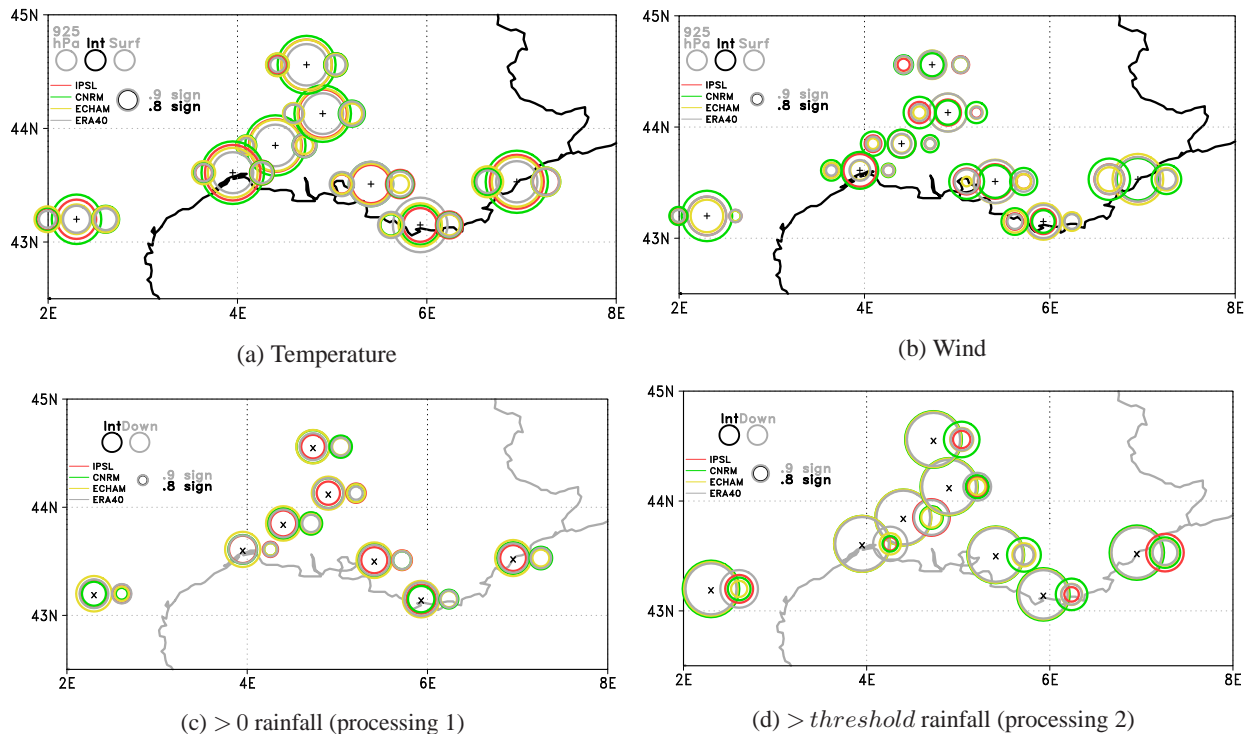 45N
44N
43N
2E
4E
6E
8E
925
hPa Int Surf
IPSL
CNRM
ECHAM
ERA40
.9 sign
.8 sign
(a) Temperature
45N
44N
43N
2E
4E
6E
8E
925
hPa Int Surf
IPSL
CNRM
ECHAM
ERA40
.9 sign
.8 sign
(b) Wind
45N
44N
43N
2E
4E
6E
8E
Int Down
IPSL
CNRM
ECHAM
ERA40
.9 sign
.8 sign
(c) > 0 rainfall (processing 1)
45N
44N
43N
2E
4E
6E
8E
Int Down
IPSL
CNRM
ECHAM
ERA40
.9 sign
.8 sign
(d) > threshold rainfall (processing 2)